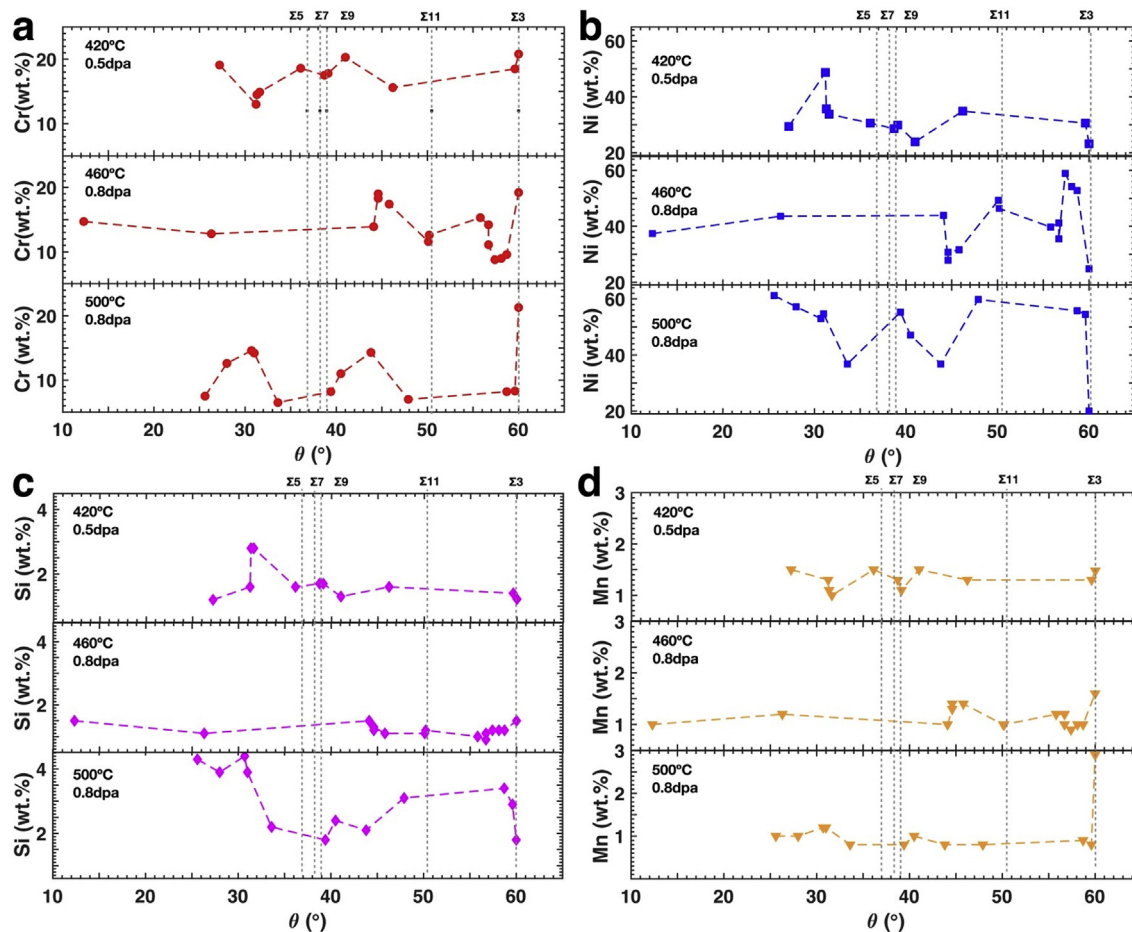 a
Σ5 Σ7 Σ9 Σ11 Σ3
420ºC
0.5dpa
Cr(wt.%)
20
10
460ºC
0.8dpa
Cr(wt.%)
20
10
500ºC
0.8dpa
Cr (wt.%)
20
10
10 20 30 40 50 60
θ (°)
b
Σ5 Σ7 Σ9 Σ11 Σ3
420ºC
0.5dpa
Ni (wt.%)
60
40
20
460ºC
0.8dpa
Ni (wt.%)
60
40
20
500ºC
0.8dpa
Ni (wt.%)
60
40
20
10 20 30 40 50 60
θ (°)
c
Σ5 Σ7 Σ9 Σ11 Σ3
420ºC
0.5dpa
Si (wt.%)
4
2
460ºC
0.8dpa
Si (wt.%)
4
2
500ºC
0.8dpa
Si (wt.%)
4
2
10 20 30 40 50 60
θ (°)
d
Σ5 Σ7 Σ9 Σ11 Σ3
420ºC
0.5dpa
Mn (wt.%)
3
2
1
460ºC
0.8dpa
Mn (wt.%)
3
2
1
500ºC
0.8dpa
Mn (wt.%)
3
2
1
10 20 30 40 50 60
θ (°)